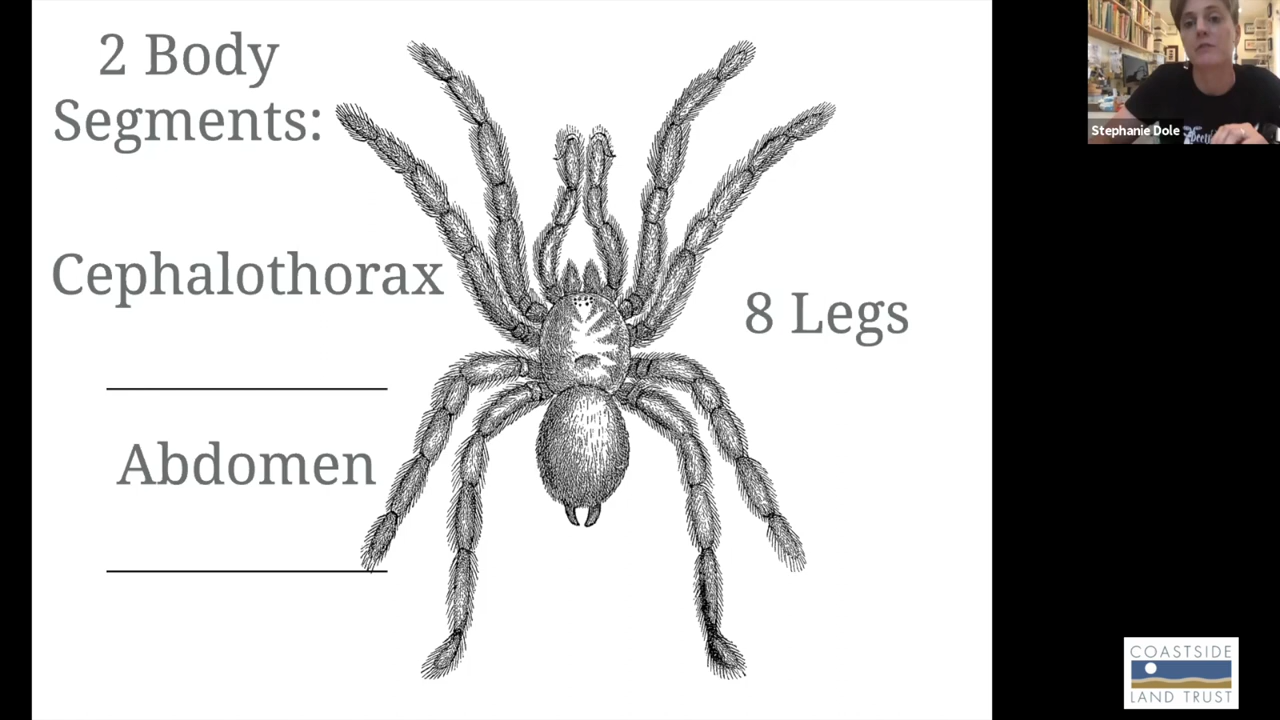 2 Body
Segments:
Cephalothorax
Abdomen
8 Legs
Stephanie Dole
COASTSIDE
LAND TRUST